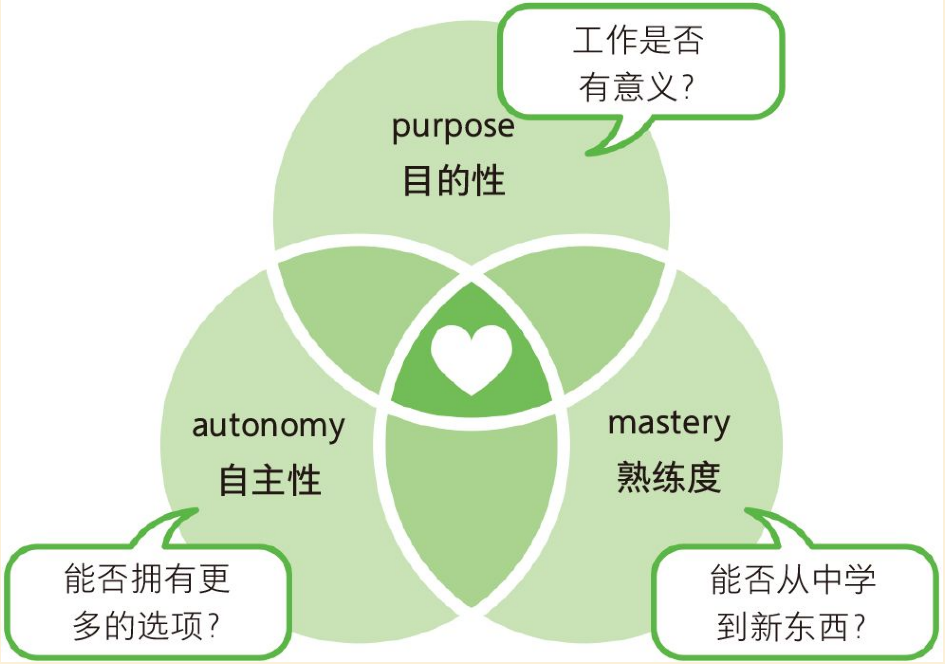 工作是否
有意义？
purpose
目的性
autonomy
自主性
mastery
熟练度
能否拥有更
多的选项？
能否从中学
到新东西？